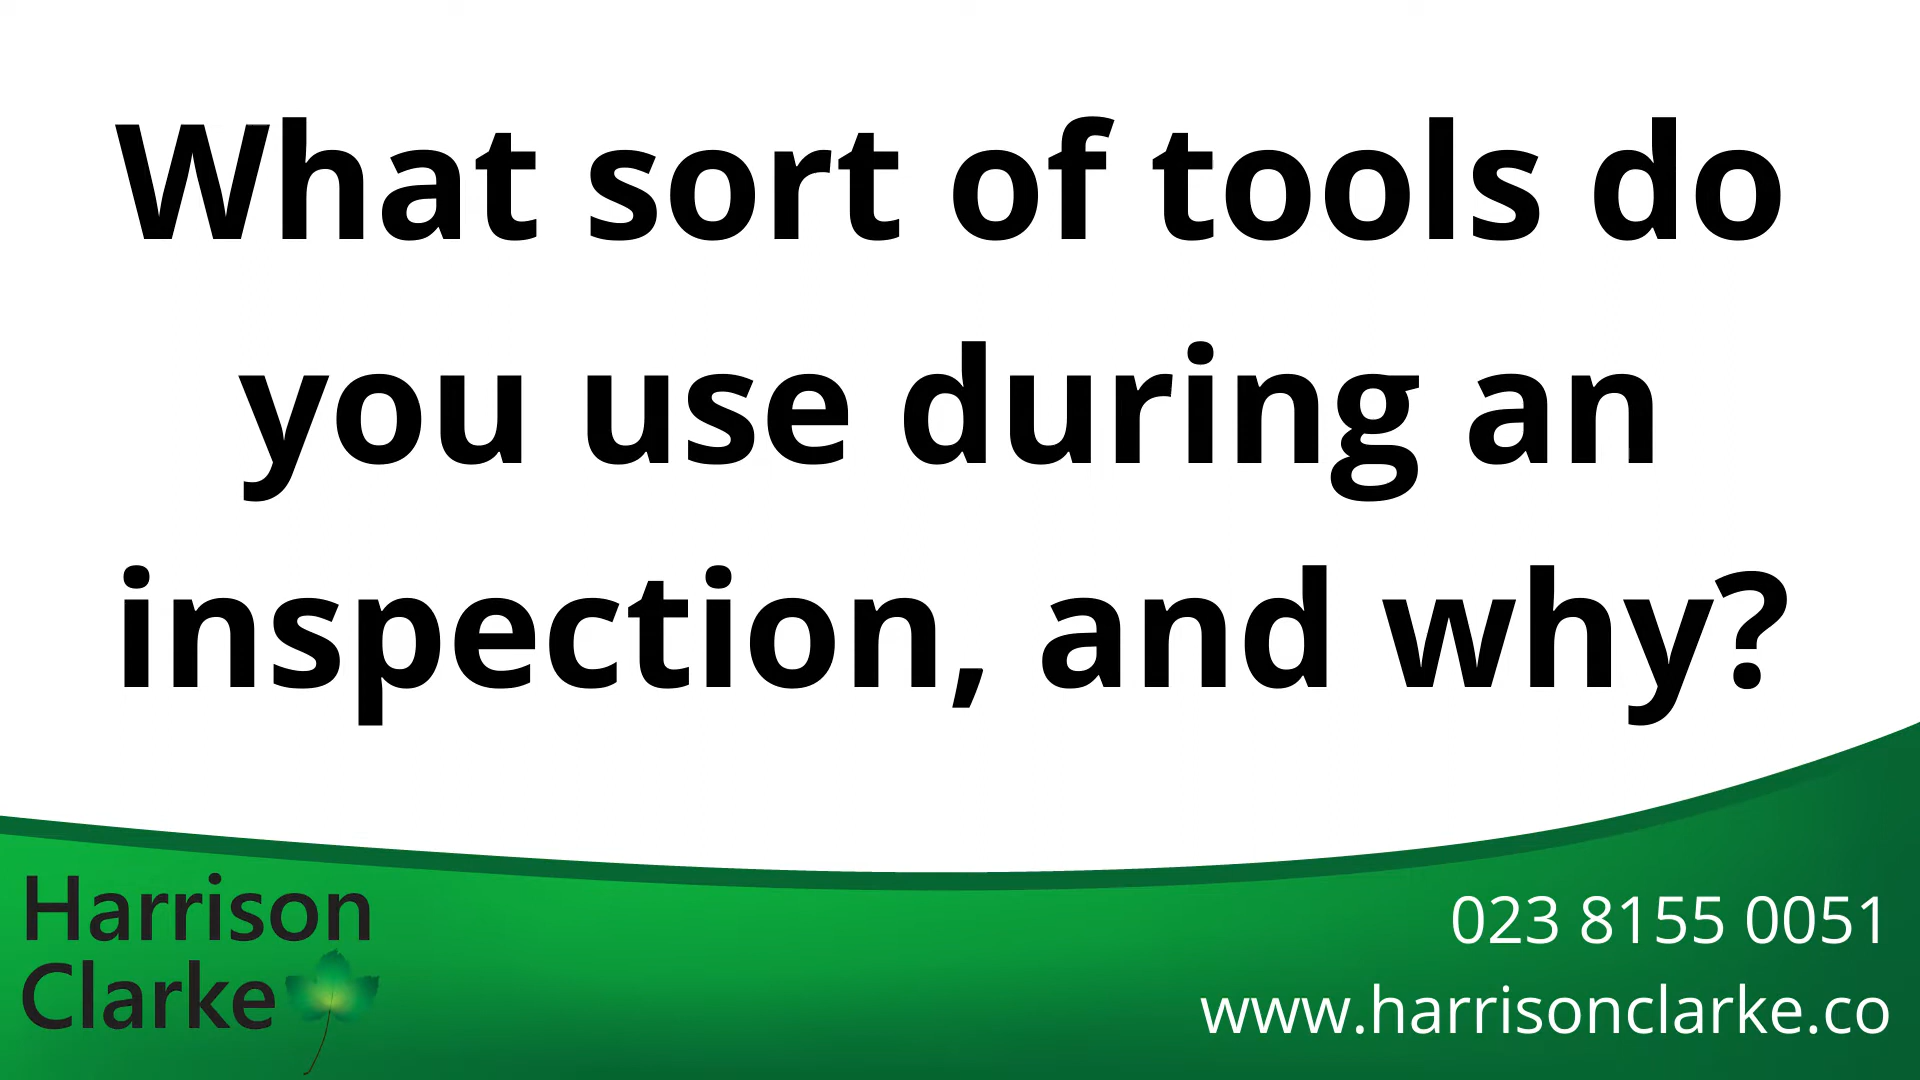 What sort of tools do
you use during an
inspection, and why?
Harrison
Clarke
023 8155 0051
www.harrisonclarke.co